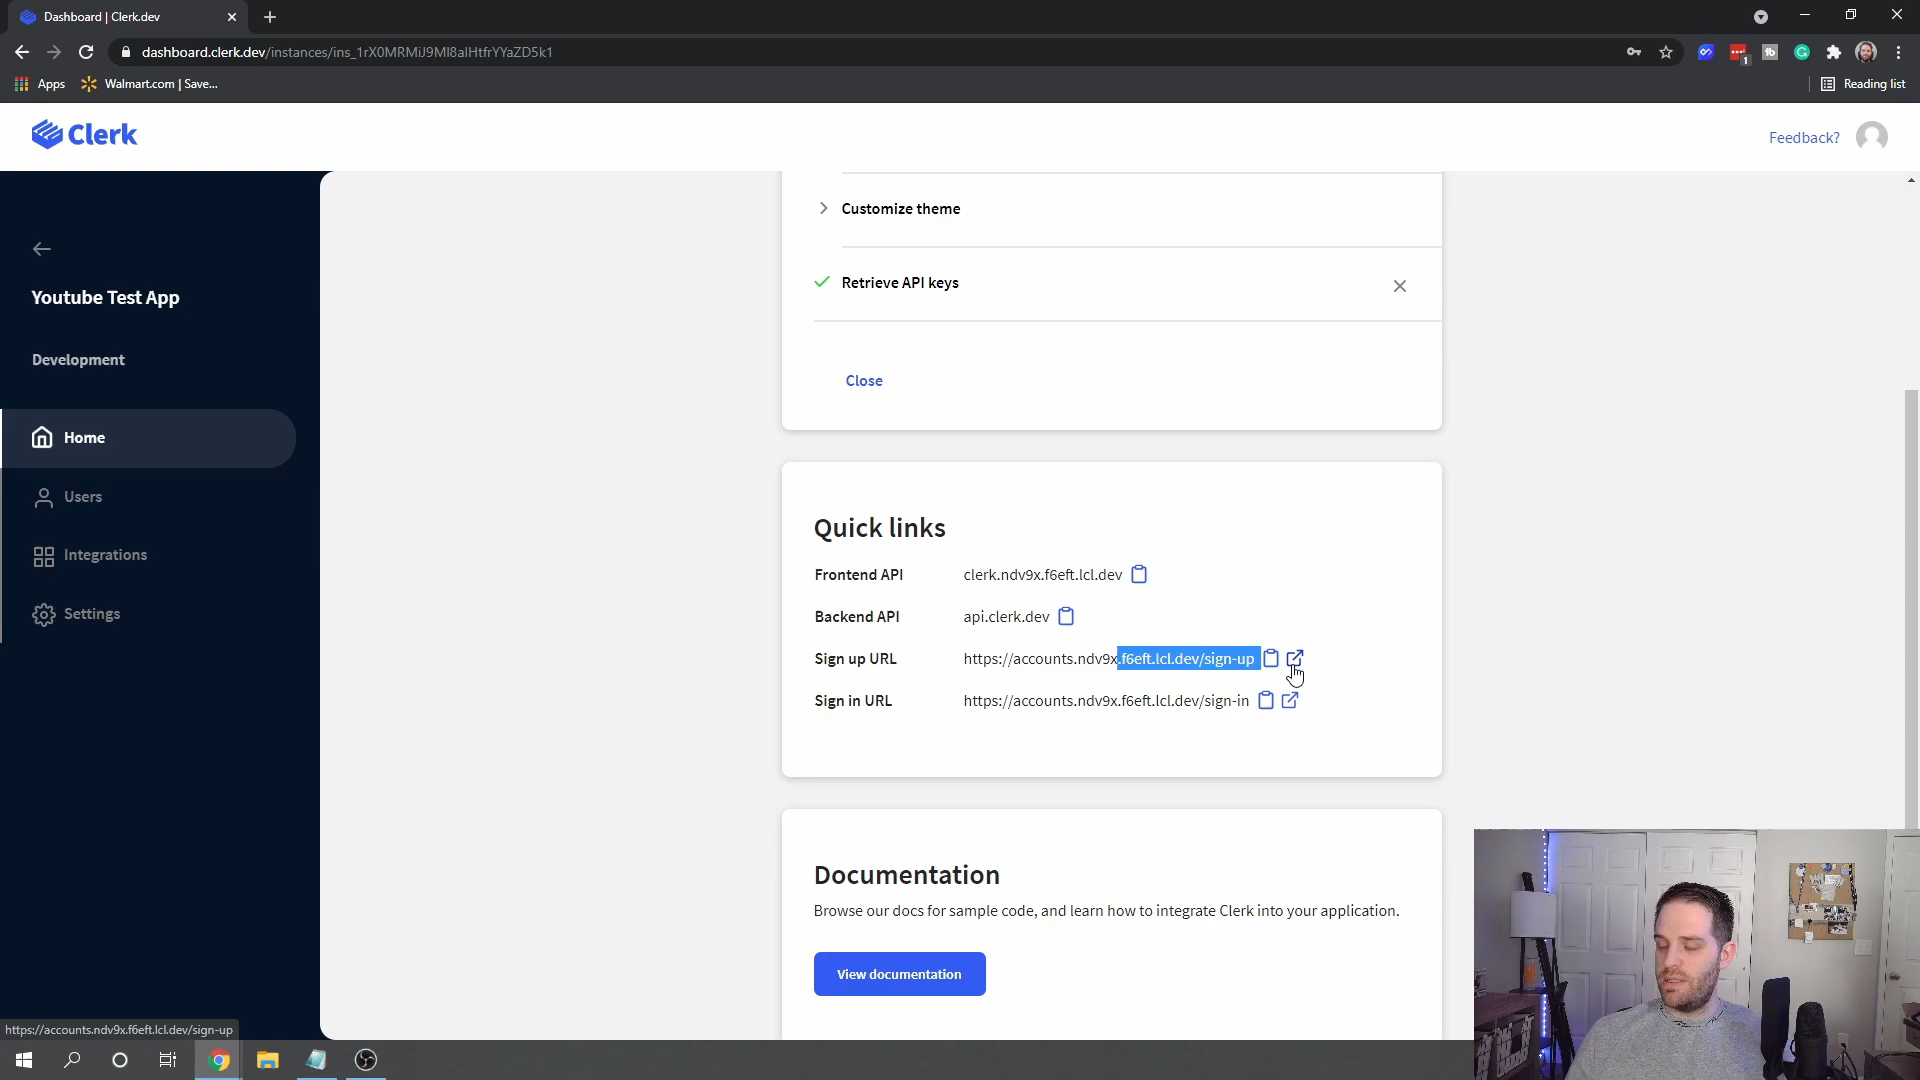 Dashboard | Clerk.dev
dashboard.clerk.dev/instances/ins_1rX0MRMiJ9MI8alHtfrYYaZD5k1
1
Apps
Walmart.com | Save...
Reading list
Clerk
Feedback?
Youtube Test App
Development
Home
Users
Integrations
Settings
Customize theme
Retrieve API keys
Close
Quick links
Frontend API clerk.ndv9x.f6eft.lcl.dev
Backend API api.clerk.dev
Sign up URL https://accounts.ndv9x.f6eft.lcl.dev/sign-up
Sign in URL https://accounts.ndv9x.f6eft.lcl.dev/sign-in
Documentation
Browse our docs for sample code, and learn how to integrate Clerk into your application.
View documentation
https://accounts.ndv9x.f6eft.lcl.dev/sign-up